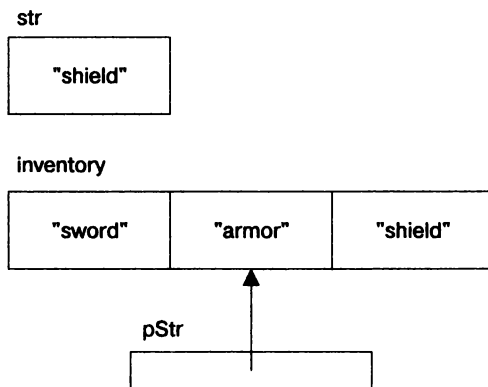 str
"shield"
inventory
"sword" "armor" "shield"
pStr